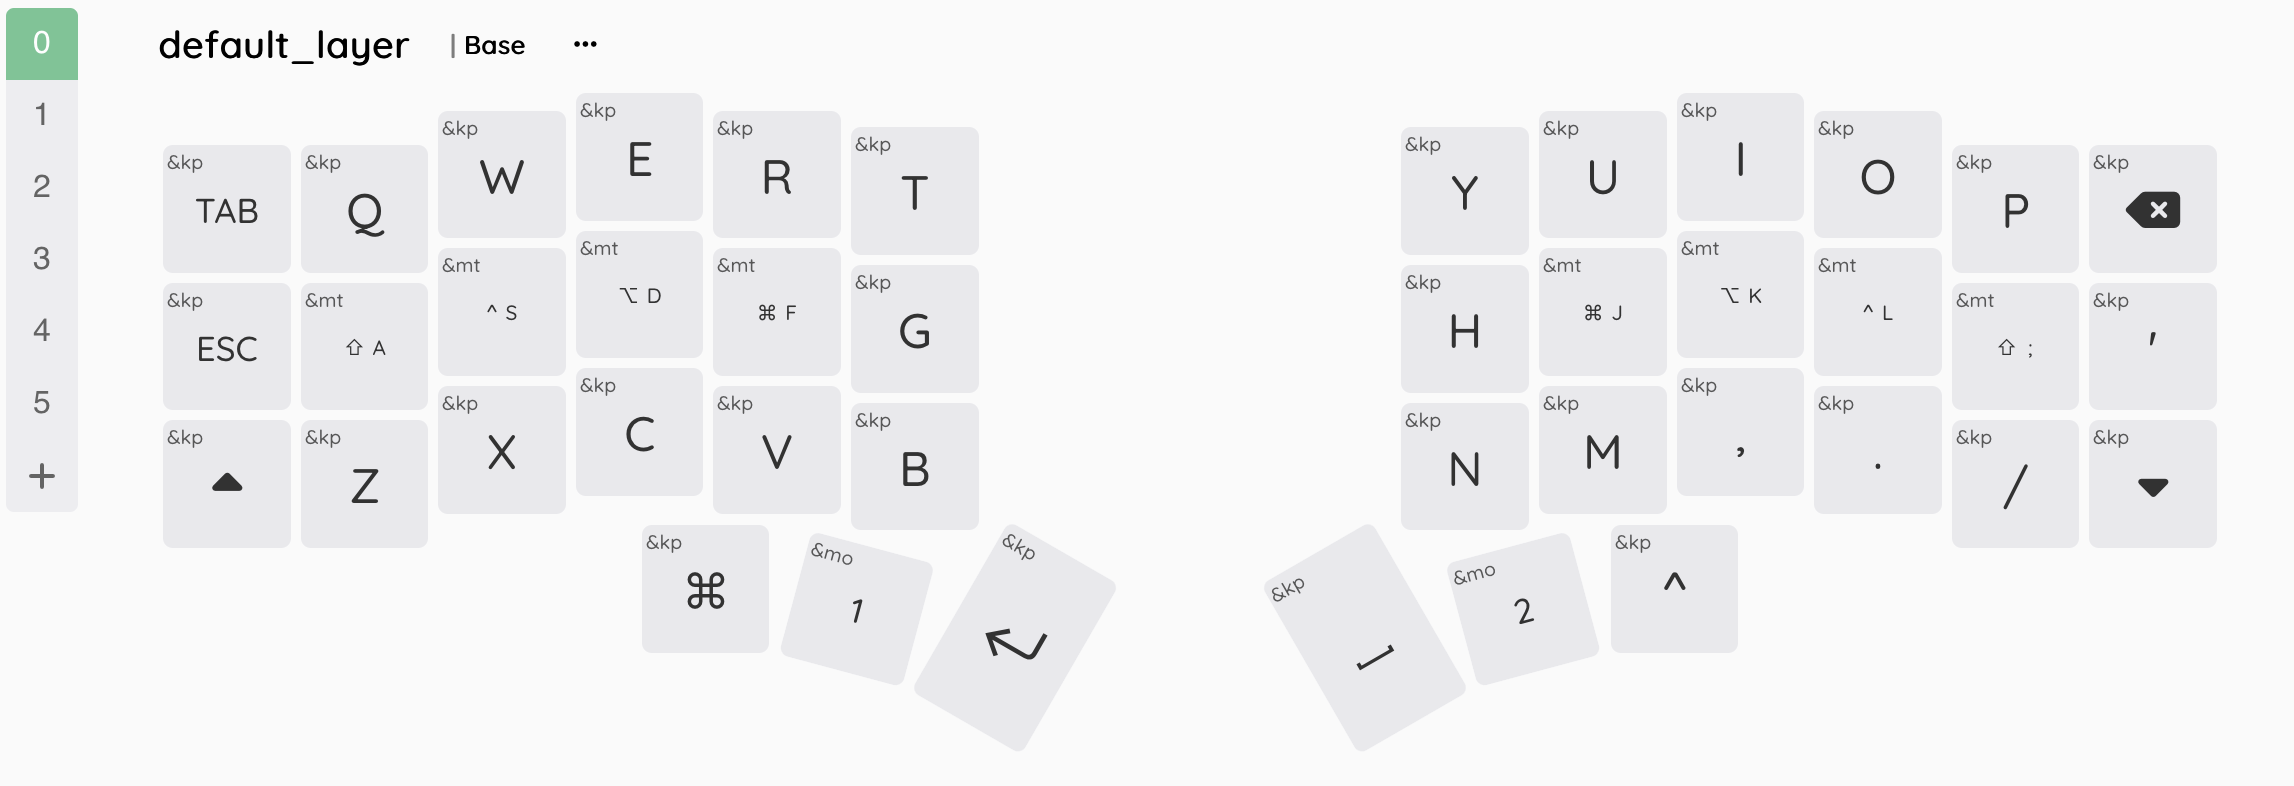 0
default_layer | Base ...
1
2
3
4
5
+
&kp TAB
&kp Q
&kp W
&kp E
&kp R
&kp T
&kp Y
&kp U
&kp I
&kp O
&kp P
&kp
&kp ESC
&mt ⇧ A
&mt ^ S
&mt ⌥ D
&mt ⌘ F
&kp G
&kp H
&mt ⌘ J
&mt ⌥ K
&mt ^ L
&mt ⇧ ;
&kp '
&kp
&kp Z
&kp X
&kp C
&kp V
&kp B
&kp N
&kp M
&kp ,
&kp .
&kp /
&kp
&kp ⌘
&mo 1
&kp
&kp
&mo 2
&kp ^